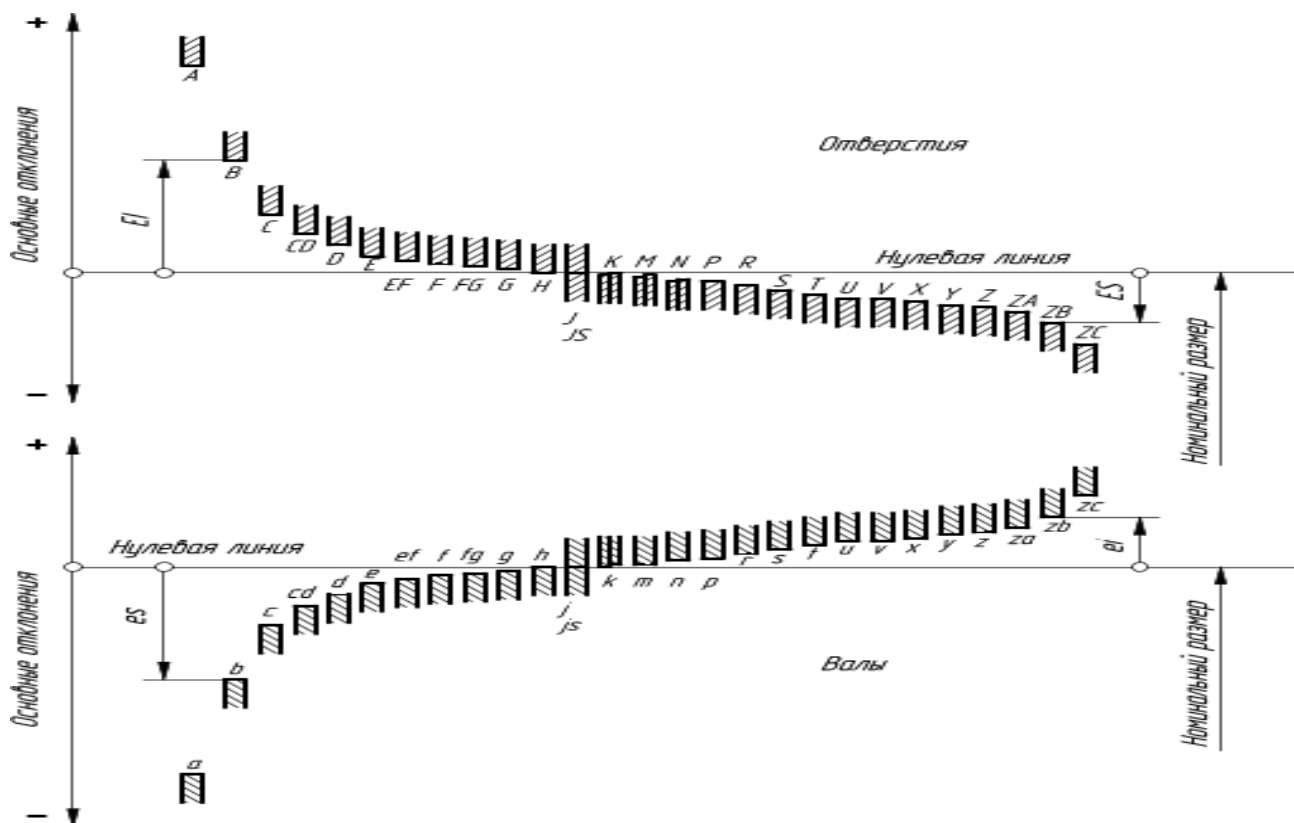 +
Основные отклонения
–
A
B
C
CD
D
E
EF
F
FG
G
H
J
JS
K
M
N
P
R
S
T
U
V
X
Y
Z
ZA
ZB
ZC
EI
ES
Отверстия
Нулевая линия
Номинальный размер
+
Основные отклонения
–
Нулевая линия
es
a
b
c
cd
d
e
ef
f
fg
g
h
j
js
k
m
n
p
r
s
t
u
v
x
y
z
za
zb
zc
ei
Валы
Номинальный размер